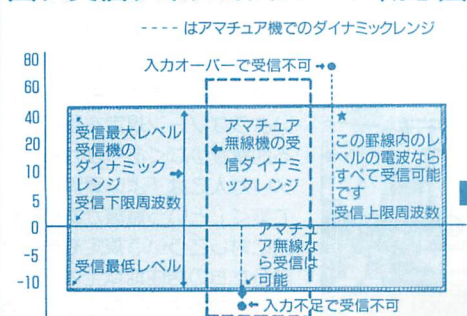 ---- はアマチュア機でのダイナミックレンジ
入力オーバーで受信不可→
80
60
40
20
10
5
0
-5
-10
受信最大レベル
受信機の
ダイナミック
レンジ
受信下限周波数
受信最低レベル
アマチュア
無線機の受
信ダイナミ
ックレンジ
アマチュ
ア無線な
ら受信は
可能
★
この罫線内のレ
ベルの電波なら
すべて受信可能
です
受信上限周波数
←入力不足で受信不可